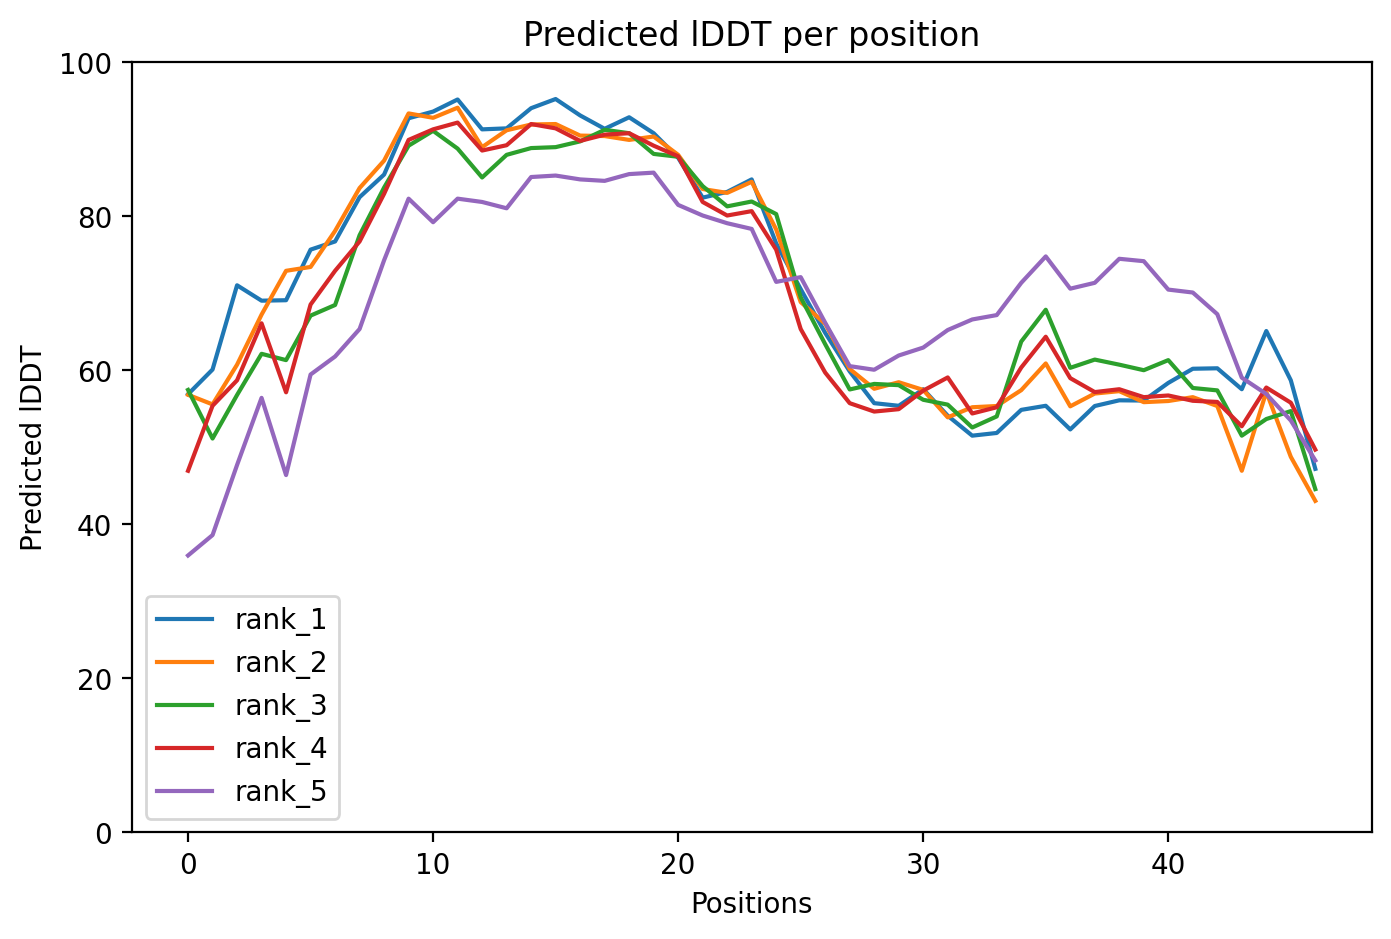 Predicted lDDT per position
100
80
60
40
20
0
Predicted lDDT
rank_1
rank_2
rank_3
rank_4
rank_5
0 10 20 30 40
Positions